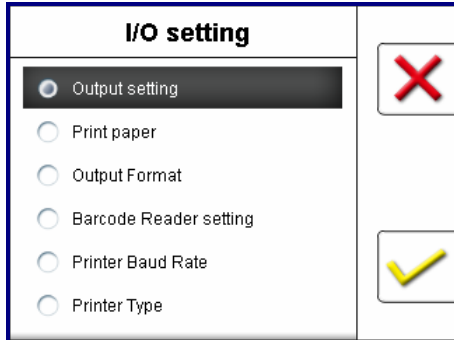 I/O setting
Output setting
Print paper
Output Format
Barcode Reader setting
Printer Baud Rate
Printer Type